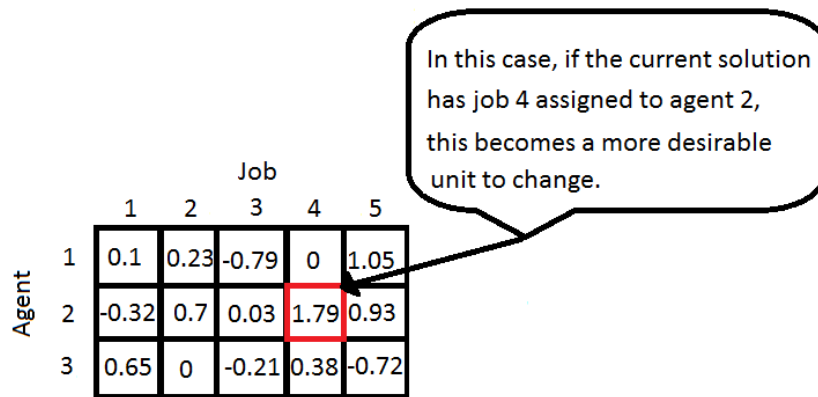 In this case, if the current solution
has job 4 assigned to agent 2,
this becomes a more desirable
unit to change.
Job
1 2 3 4 5
Agent
1 0.1 0.23 -0.79 0 1.05
2 -0.32 0.7 0.03 1.79 0.93
3 0.65 0 -0.21 0.38 -0.72